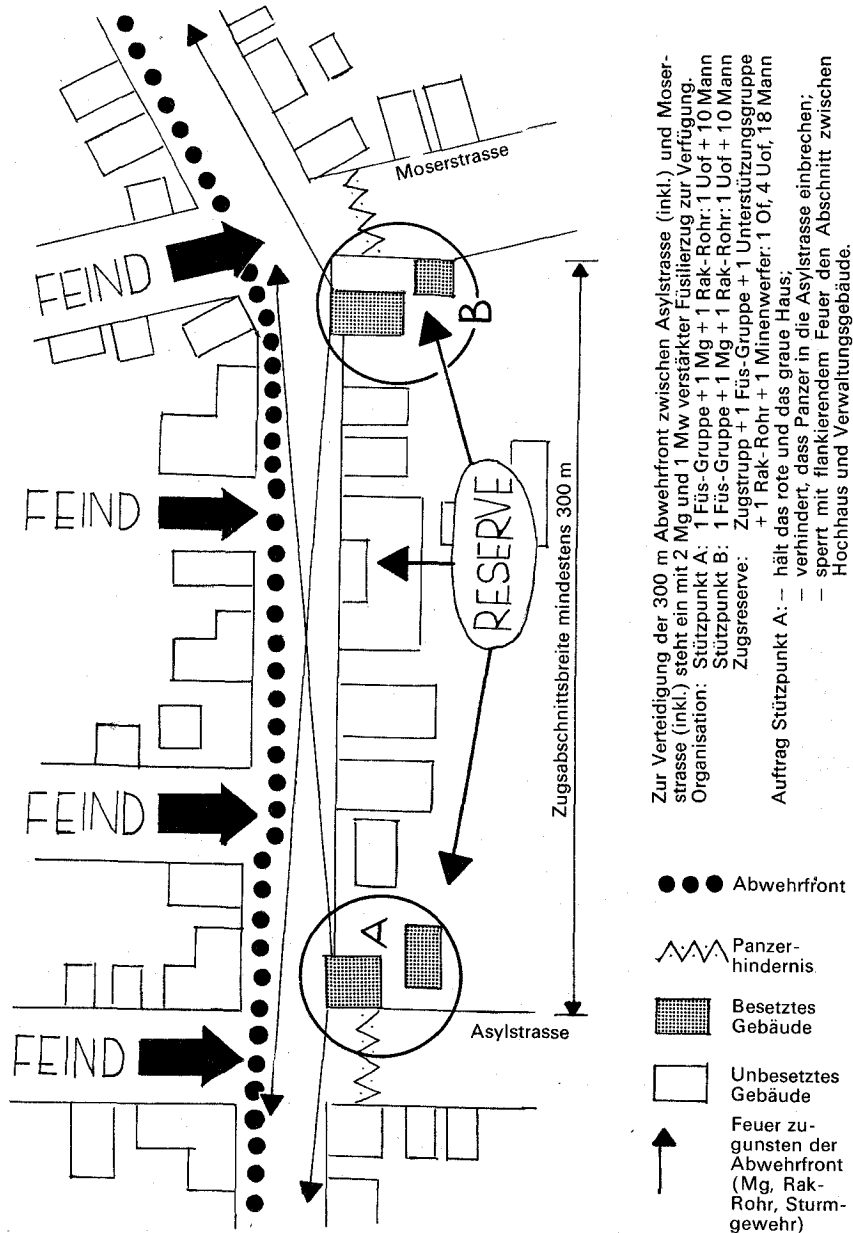 FEIND
FEIND
FEIND
FEIND
Moserstrasse
B
RESERVE
Zugsabschnittsbreite mindestens 300 m
A
Asylstrasse
Zur Verteidigung der 300 m Abwehrfront zwischen Asylstrasse (inkl.) und Moser-
strasse (inkl.) steht ein mit 2 Mg und 1 Mw verstärkter Füsilierzug zur Verfügung.
Organisation: Stützpunkt A: 1 Füs-Gruppe + 1 Mg + 1 Rak-Rohr: 1 Uof + 10 Mann
Stützpunkt B: 1 Füs-Gruppe + 1 Mg + 1 Rak-Rohr: 1 Uof + 10 Mann
Zugsreserve: Zugstrupp + 1 Füs-Gruppe + 1 Unterstützungsgruppe
+ 1 Rak-Rohr + 1 Minenwerfer: 1 Of, 4 Uof, 18 Mann
Auftrag Stützpunkt A: – hält das rote und das graue Haus;
– verhindert, dass Panzer in die Asylstrasse einbrechen;
– sperrt mit flankierendem Feuer den Abschnitt zwischen
Hochhaus und Verwaltungsgebäude.
Abwehrfront
Panzer-
hindernis
Besetztes
Gebäude
Unbesetztes
Gebäude
Feuer zu-
gunsten der
Abwehrfront
(Mg, Rak-
Rohr, Sturm-
gewehr)